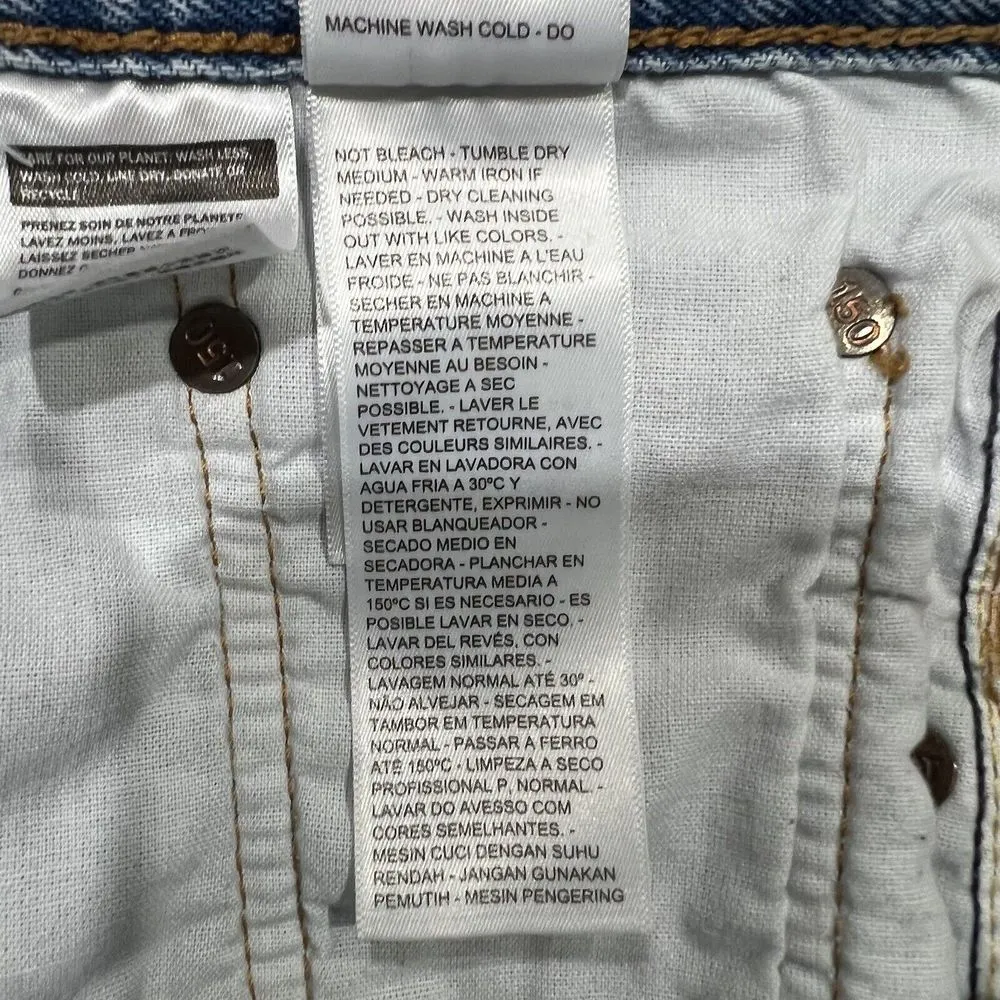 MACHINE WASH COLD - DO
NOT BLEACH - TUMBLE DRY
MEDIUM - WARM IRON IF
NEEDED - DRY CLEANING
POSSIBLE. - WASH INSIDE
OUT WITH LIKE COLORS. -
LAVER EN MACHINE A L'EAU
FROIDE - NE PAS BLANCHIR -
SECHER EN MACHINE A
TEMPERATURE MOYENNE -
REPASSER A TEMPERATURE
MOYENNE AU BESOIN -
NETTOYAGE A SEC
POSSIBLE. - LAVER LE
VETEMENT RETOURNE, AVEC
DES COULEURS SIMILAIRES. -
LAVAR EN LAVADORA CON
AGUA FRIA A 30ºC Y
DETERGENTE, EXPRIMIR - NO
USAR BLANQUEADOR -
SECADO MEDIO EN
SECADORA - PLANCHAR EN
TEMPERATURA MEDIA A
150ºC SI ES NECESARIO - ES
POSIBLE LAVAR EN SECO. -
LAVAR DEL REVÉS, CON
COLORES SIMILARES. -
LAVAGEM NORMAL ATÉ 30º -
NÃO ALVEJAR - SECAGEM EM
TAMBOR EM TEMPERATURA
NORMAL - PASSAR A FERRO
ATÉ 150ºC - LIMPEZA A SECO
PROFISSIONAL P, NORMAL. -
LAVAR DO AVESSO COM
CORES SEMELHANTES. -
MESIN CUCI DENGAN SUHU
RENDAH - JANGAN GUNAKAN
PEMUTIH - MESIN PENGERING
FOR OUR PLANET: WASH LESS,
WASH COLD, LINE DRY, DONATE OR
RECYCLE
PRENEZ SOIN DE NOTRE PLANETE
LAVEZ MOINS, LAVEZ A
LAISSEZ SECHER
DONNEZ
J5
150